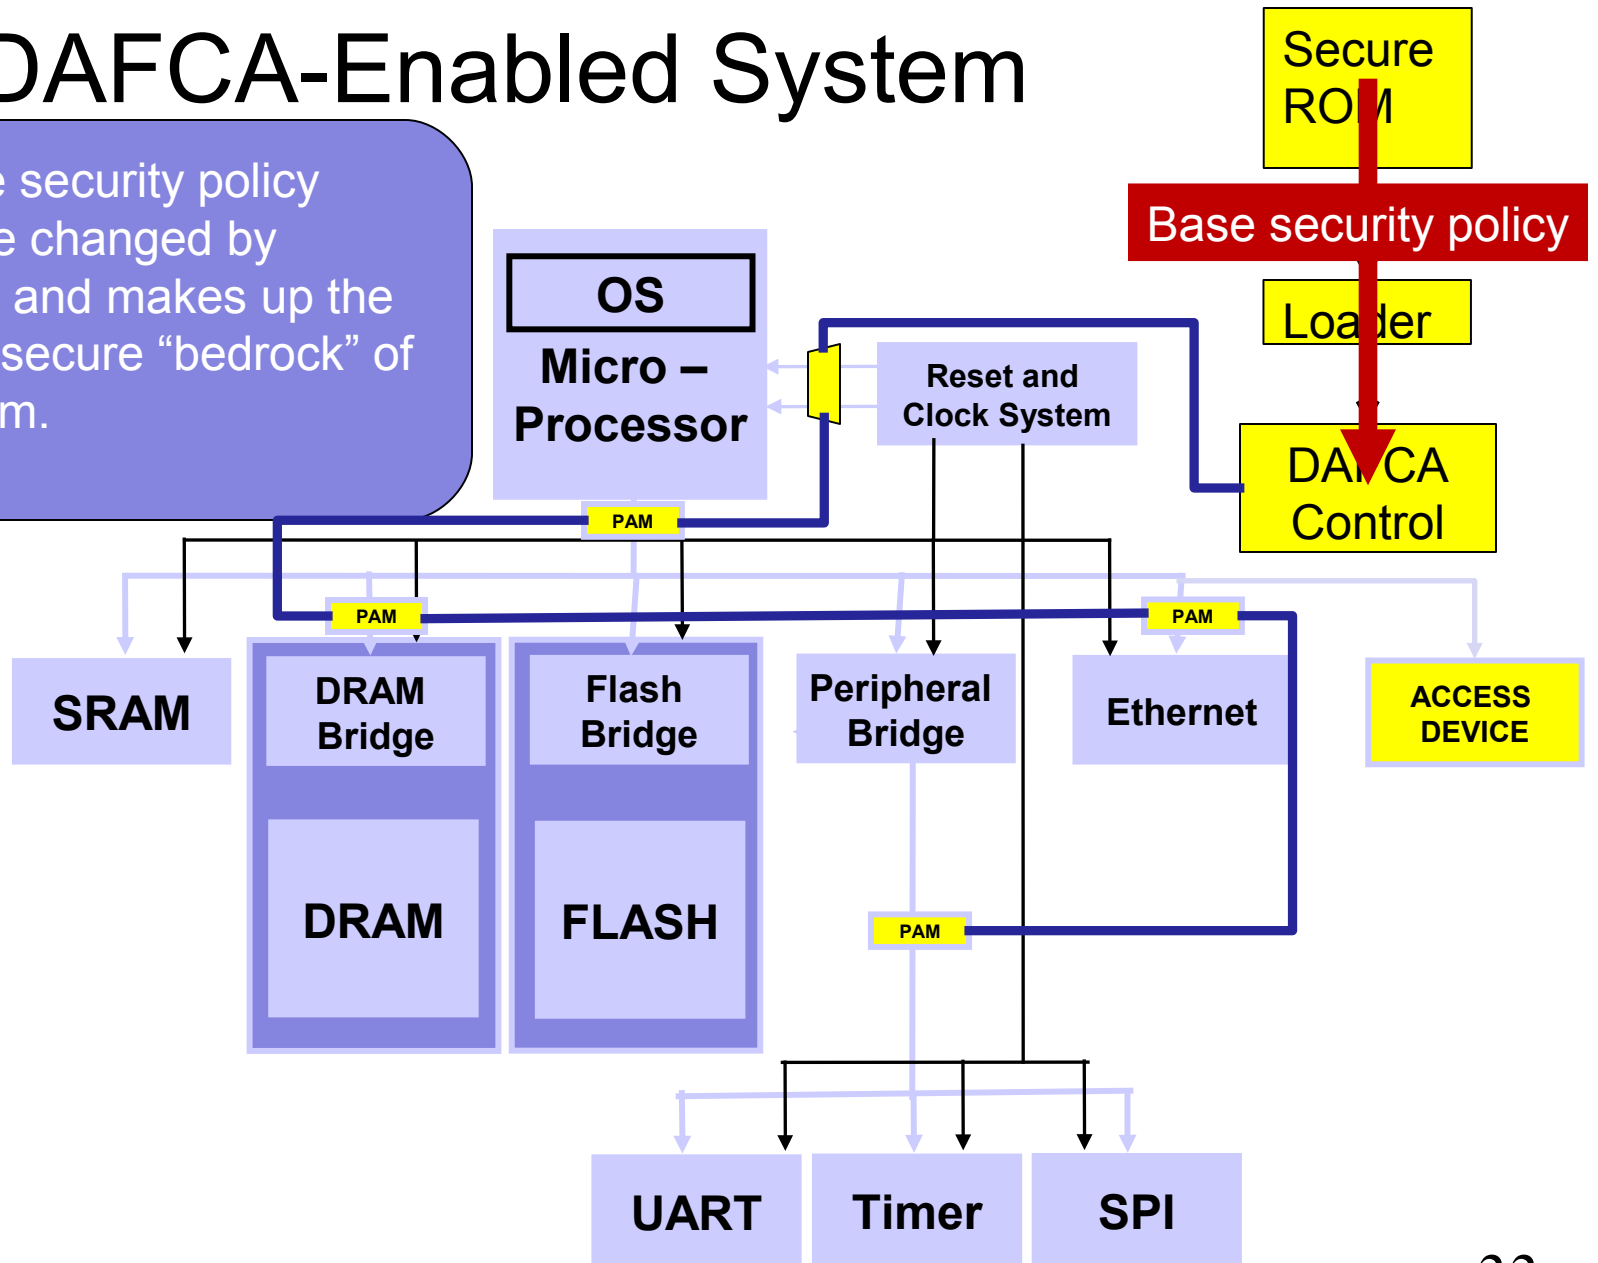 DAFCA-Enabled System
Secure
ROM
security policy
changed by
and makes up the
secure “bedrock” of
Base security policy
OS
Micro –
Processor
Reset and
Clock System
Loader
DAFCA
Control
PAM
PAM
PAM
SRAM
DRAM
Bridge
Flash
Bridge
Peripheral
Bridge
Ethernet
ACCESS
DEVICE
DRAM
FLASH
PAM
UART
Timer
SPI